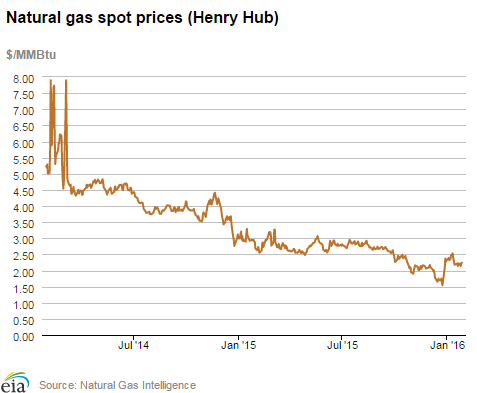 Natural gas spot prices (Henry Hub)
$/MMBtu
8.00
7.50
7.00
6.50
6.00
5.50
5.00
4.50
4.00
3.50
3.00
2.50
2.00
1.50
1.00
0.50
0.00
Jul '14
Jan '15
Jul '15
Jan '16
eia Source: Natural Gas Intelligence